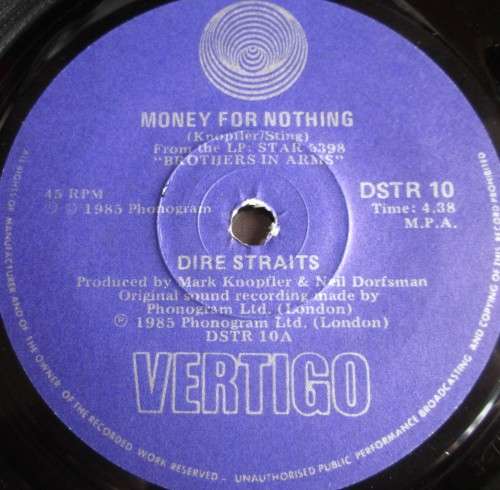 MONEY FOR NOTHING
(Knopfler/Sting)
From the LP: STAR 5398
"BROTHERS IN ARMS"
45 RPM
℗ © 1985 Phonogram
DSTR 10
Time: 4.38
M.P.A.
DIRE STRAITS
Produced by Mark Knopfler & Neil Dorfsman
Original sound recording made by
Phonogram Ltd. (London)
℗ 1985 Phonogram Ltd. (London)
DSTR 10A
VERTIGO
ALL RIGHTS OF MANUFACTURER AND OF THE OWNER OF THE RECORDED WORK RESERVED - UNAUTHORISED PUBLIC PERFORMANCE BROADCASTING AND COPYING OF THIS RECORD PROHIBITED